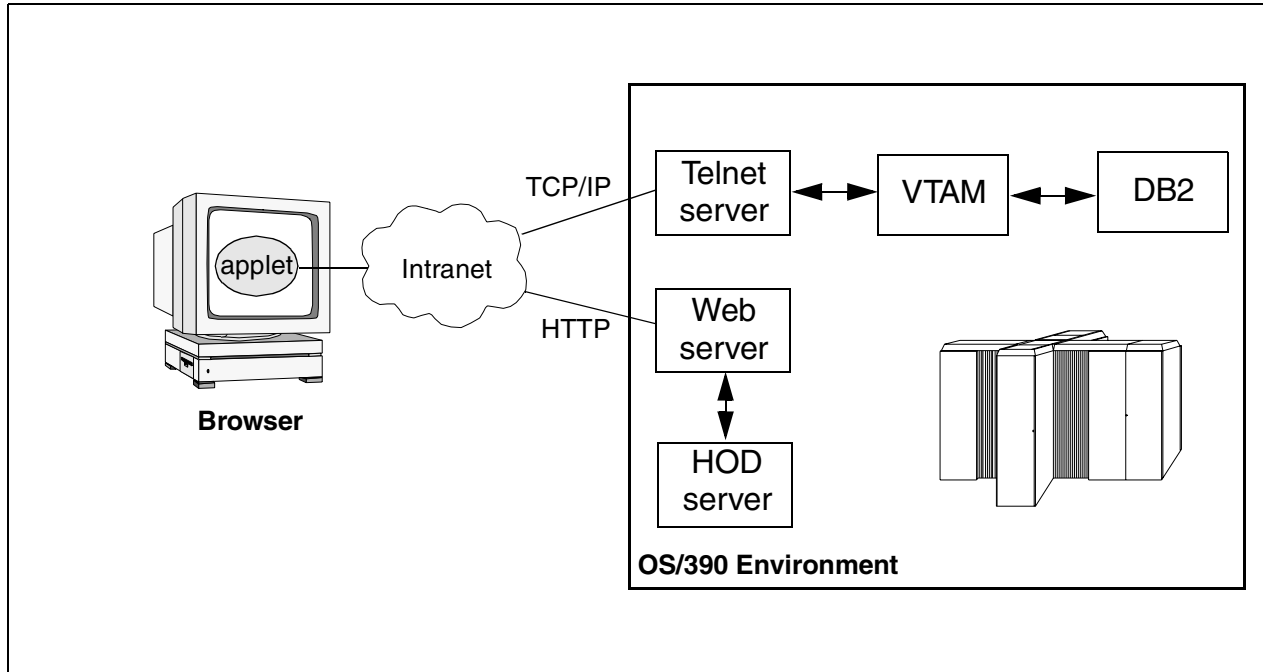 applet
Browser
Intranet
TCP/IP
HTTP
Telnet
server
VTAM
DB2
Web
server
HOD
server
OS/390 Environment